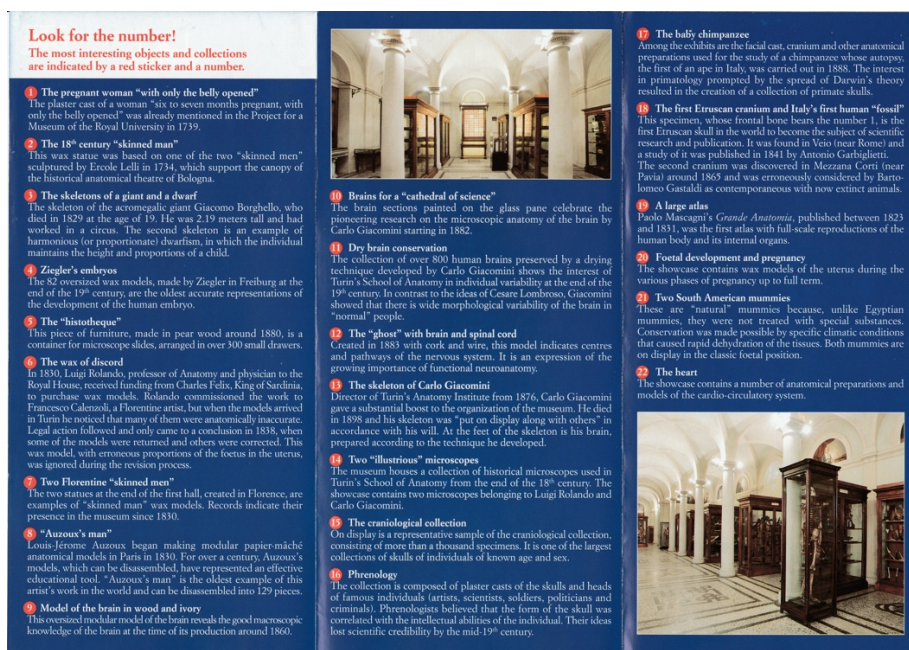 Look for the number!
The most interesting objects and collections
are indicated by a red sticker and a number.
1 The pregnant woman “with only the belly opened”
The plaster cast of a woman “six to seven months pregnant, with
only the belly opened” was already mentioned in the Project for a
Museum of the Royal University in 1739.
2 The 18th century “skinned man”
This wax statue was based on one of the two “skinned men”
sculptured by Ercole Lelli in 1734, which support the canopy of
the historical anatomical theatre of Bologna.
3 The skeletons of a giant and a dwarf
The skeleton of the acromegalic giant Giacomo Borghello, who
died in 1829 at the age of 19. He was 2.19 meters tall and had
worked in a circus. The second skeleton is an example of
harmonious (or proportionate) dwarfism, in which the individual
maintains the height and proportions of a child.
4 Ziegler’s embryos
The 82 oversized wax models, made by Ziegler in Freiburg at the
end of the 19th century, are the oldest accurate representations of
the development of the human embryo.
5 The “histotheque”
This piece of furniture, made in pear wood around 1880, is a
container for microscope slides, arranged in over 300 small drawers.
6 The wax of discord
In 1830, Luigi Rolando, professor of Anatomy and physician to the
Royal House, received funding from Charles Felix, King of Sardinia,
to purchase wax models. Rolando commissioned the work to
Francesco Calenzoli, a Florentine artist, but when the models arrived
in Turin he noticed that many of them were anatomically inaccurate.
Legal action followed and only came to a conclusion in 1838, when
some of the models were returned and others were corrected. This
wax model, with erroneous proportions of the foetus in the uterus,
was ignored during the revision process.
7 Two Florentine “skinned men”
The two statues at the end of the first hall, created in Florence, are
examples of “skinned man” wax models. Records indicate their
presence in the museum since 1830.
8 “Auzoux’s man”
Louis-Jérome Auzoux began making modular papier-mâché
anatomical models in Paris in 1830. For over a century, Auzoux’s
models, which can be disassembled, have represented an effective
educational tool. “Auzoux’s man” is the oldest example of this
artist’s work in the world and can be disassembled into 129 pieces.
9 Model of the brain in wood and ivory
This oversized modular model of the brain reveals the good macroscopic
knowledge of the brain at the time of its production around 1860.
10 Brains for a “cathedral of science”
The brain sections painted on the glass pane celebrate the
pioneering research on the microscopic anatomy of the brain by
Carlo Giacomini starting in 1882.
11 Dry brain conservation
The collection of over 800 human brains preserved by a drying
technique developed by Carlo Giacomini shows the interest of
Turin’s School of Anatomy in individual variability at the end of the
19th century. In contrast to the ideas of Cesare Lombroso, Giacomini
showed that there is wide morphological variability of the brain in
“normal” people.
12 The “ghost” with brain and spinal cord
Created in 1883 with cork and wire, this model indicates centres
and pathways of the nervous system. It is an expression of the
growing importance of functional neuroanatomy.
13 The skeleton of Carlo Giacomini
Director of Turin’s Anatomy Institute from 1876, Carlo Giacomini
gave a substantial boost to the organization of the museum. He died
in 1898 and his skeleton was “put on display along with others” in
accordance with his will. At the feet of the skeleton is his brain,
prepared according to the technique he developed.
14 Two “illustrious” microscopes
The museum houses a collection of historical microscopes used in
Turin’s School of Anatomy from the end of the 18th century. The
showcase contains two microscopes belonging to Luigi Rolando and
Carlo Giacomini.
15 The craniological collection
On display is a representative sample of the craniological collection,
consisting of more than a thousand specimens. It is one of the largest
collections of skulls of individuals of known age and sex.
16 Phrenology
The collection is composed of plaster casts of the skulls and heads
of famous individuals (artists, scientists, soldiers, politicians and
criminals). Phrenologists believed that the form of the skull was
correlated with the intellectual abilities of the individual. Their ideas
lost scientific credibility by the mid-19th century.
17 The baby chimpanzee
Among the exhibits are the facial cast, cranium and other anatomical
preparations used for the study of a chimpanzee whose autopsy,
the first of an ape in Italy, was carried out in 1888. The interest
in primatology prompted by the spread of Darwin’s theory
resulted in the creation of a collection of primate skulls.
18 The first Etruscan cranium and Italy’s first human “fossil”
This specimen, whose frontal bone bears the number 1, is the
first Etruscan skull in the world to become the subject of scientific
research and publication. It was found in Veio (near Rome) and
a study of it was published in 1841 by Antonio Garbiglietti.
The second cranium was discovered in Mezzana Corti (near
Pavia) around 1865 and was erroneously considered by Barto-
lomeo Gastaldi as contemporaneous with now extinct animals.
19 A large atlas
Paolo Mascagni’s Grande Anatomia, published between 1823
and 1831, was the first atlas with full-scale reproductions of the
human body and its internal organs.
20 Foetal development and pregnancy
The showcase contains wax models of the uterus during the
various phases of pregnancy up to full term.
21 Two South American mummies
These are “natural” mummies because, unlike Egyptian
mummies, they were not treated with special substances.
Conservation was made possible by specific climatic conditions
that caused rapid dehydration of the tissues. Both mummies are
on display in the classic foetal position.
22 The heart
The showcase contains a number of anatomical preparations and
models of the cardio-circulatory system.